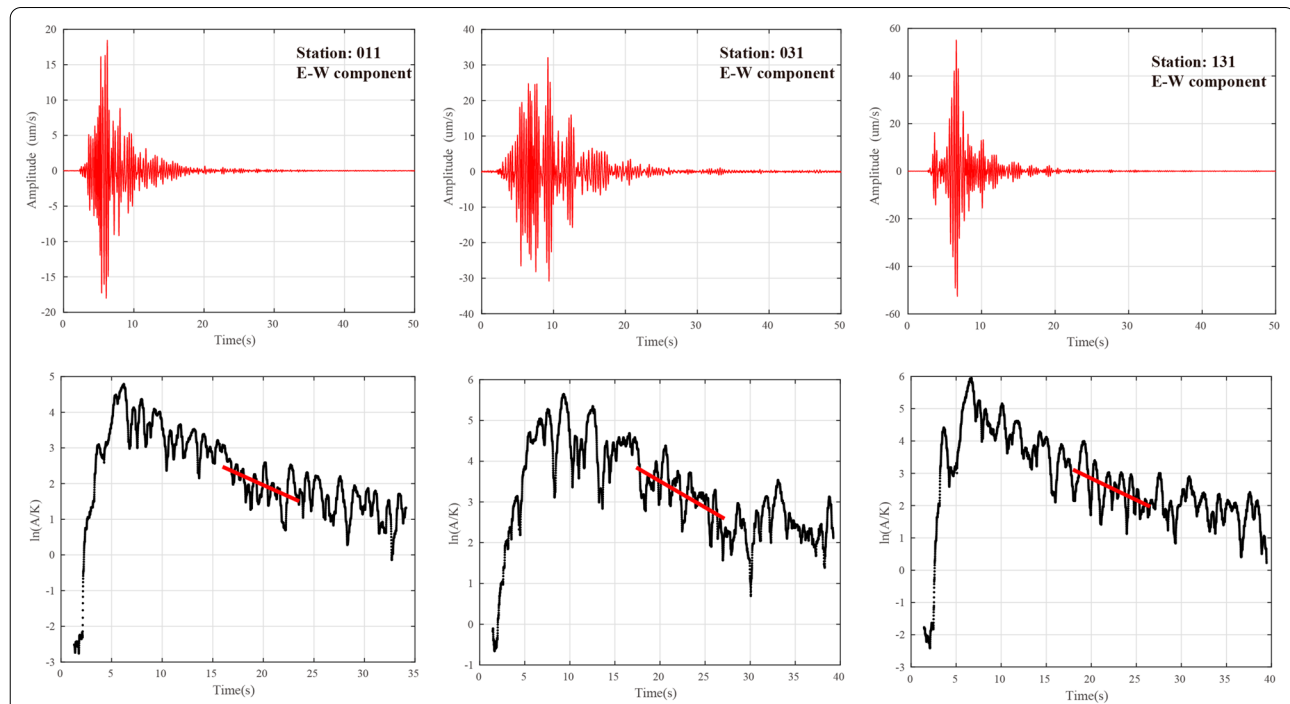 Station: 011
E-W component
20
15
10
5
0
-5
-10
-15
-20
Amplitude (um/s)
0 10 20 30 40 50
Time(s)
Station: 031
E-W component
40
30
20
10
0
-10
-20
-30
-40
Amplitude (um/s)
0 10 20 30 40 50
Time(s)
Station: 131
E-W component
60
40
20
0
-20
-40
-60
Amplitude (um/s)
0 10 20 30 40 50
Time(s)
5
4
3
2
1
0
-1
-2
-3
ln(A/K)
0 5 10 15 20 25 30 35
Time(s)
6
5
4
3
2
1
0
-1
ln(A/K)
0 5 10 15 20 25 30 35 40
Time(s)
6
5
4
3
2
1
0
-1
-2
-3
ln(A/K)
0 5 10 15 20 25 30 35 40
Time(s)